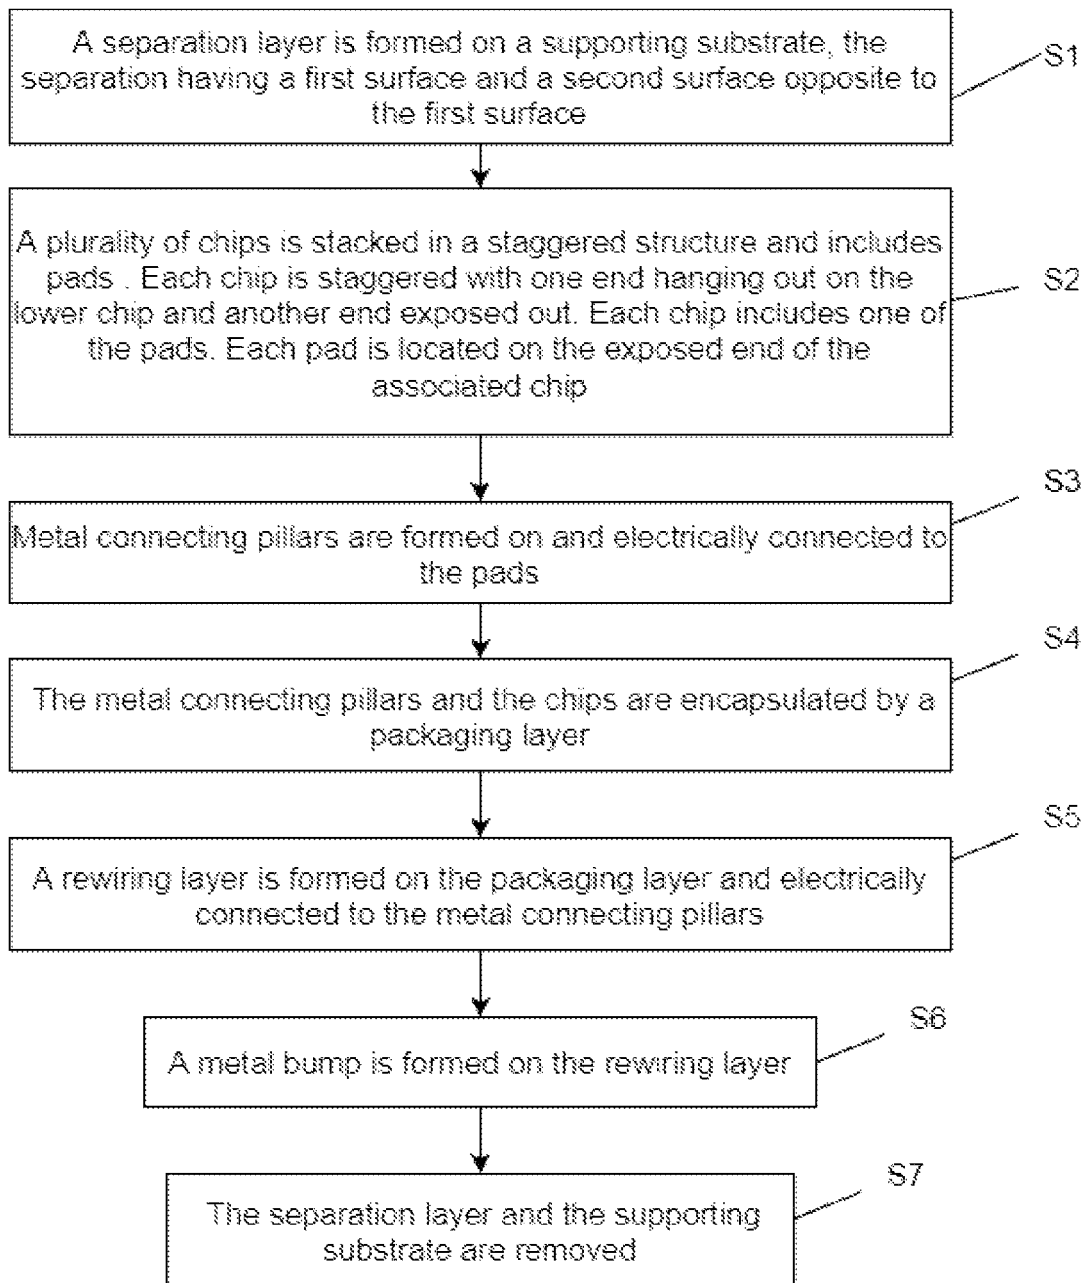 A separation layer is formed on a supporting substrate, the
separation having a first surface and a second surface opposite to
the first surface
S1
A plurality of chips is stacked in a staggered structure and includes
pads . Each chip is staggered with one end hanging out on the
lower chip and another end exposed out. Each chip includes one of
the pads. Each pad is located on the exposed end of the
associated chip
S2
Metal connecting pillars are formed on and electrically connected to
the pads
S3
The metal connecting pillars and the chips are encapsulated by a
packaging layer
S4
A rewiring layer is formed on the packaging layer and electrically
connected to the metal connecting pillars
S5
A metal bump is formed on the rewiring layer
S6
The separation layer and the supporting
substrate are removed
S7